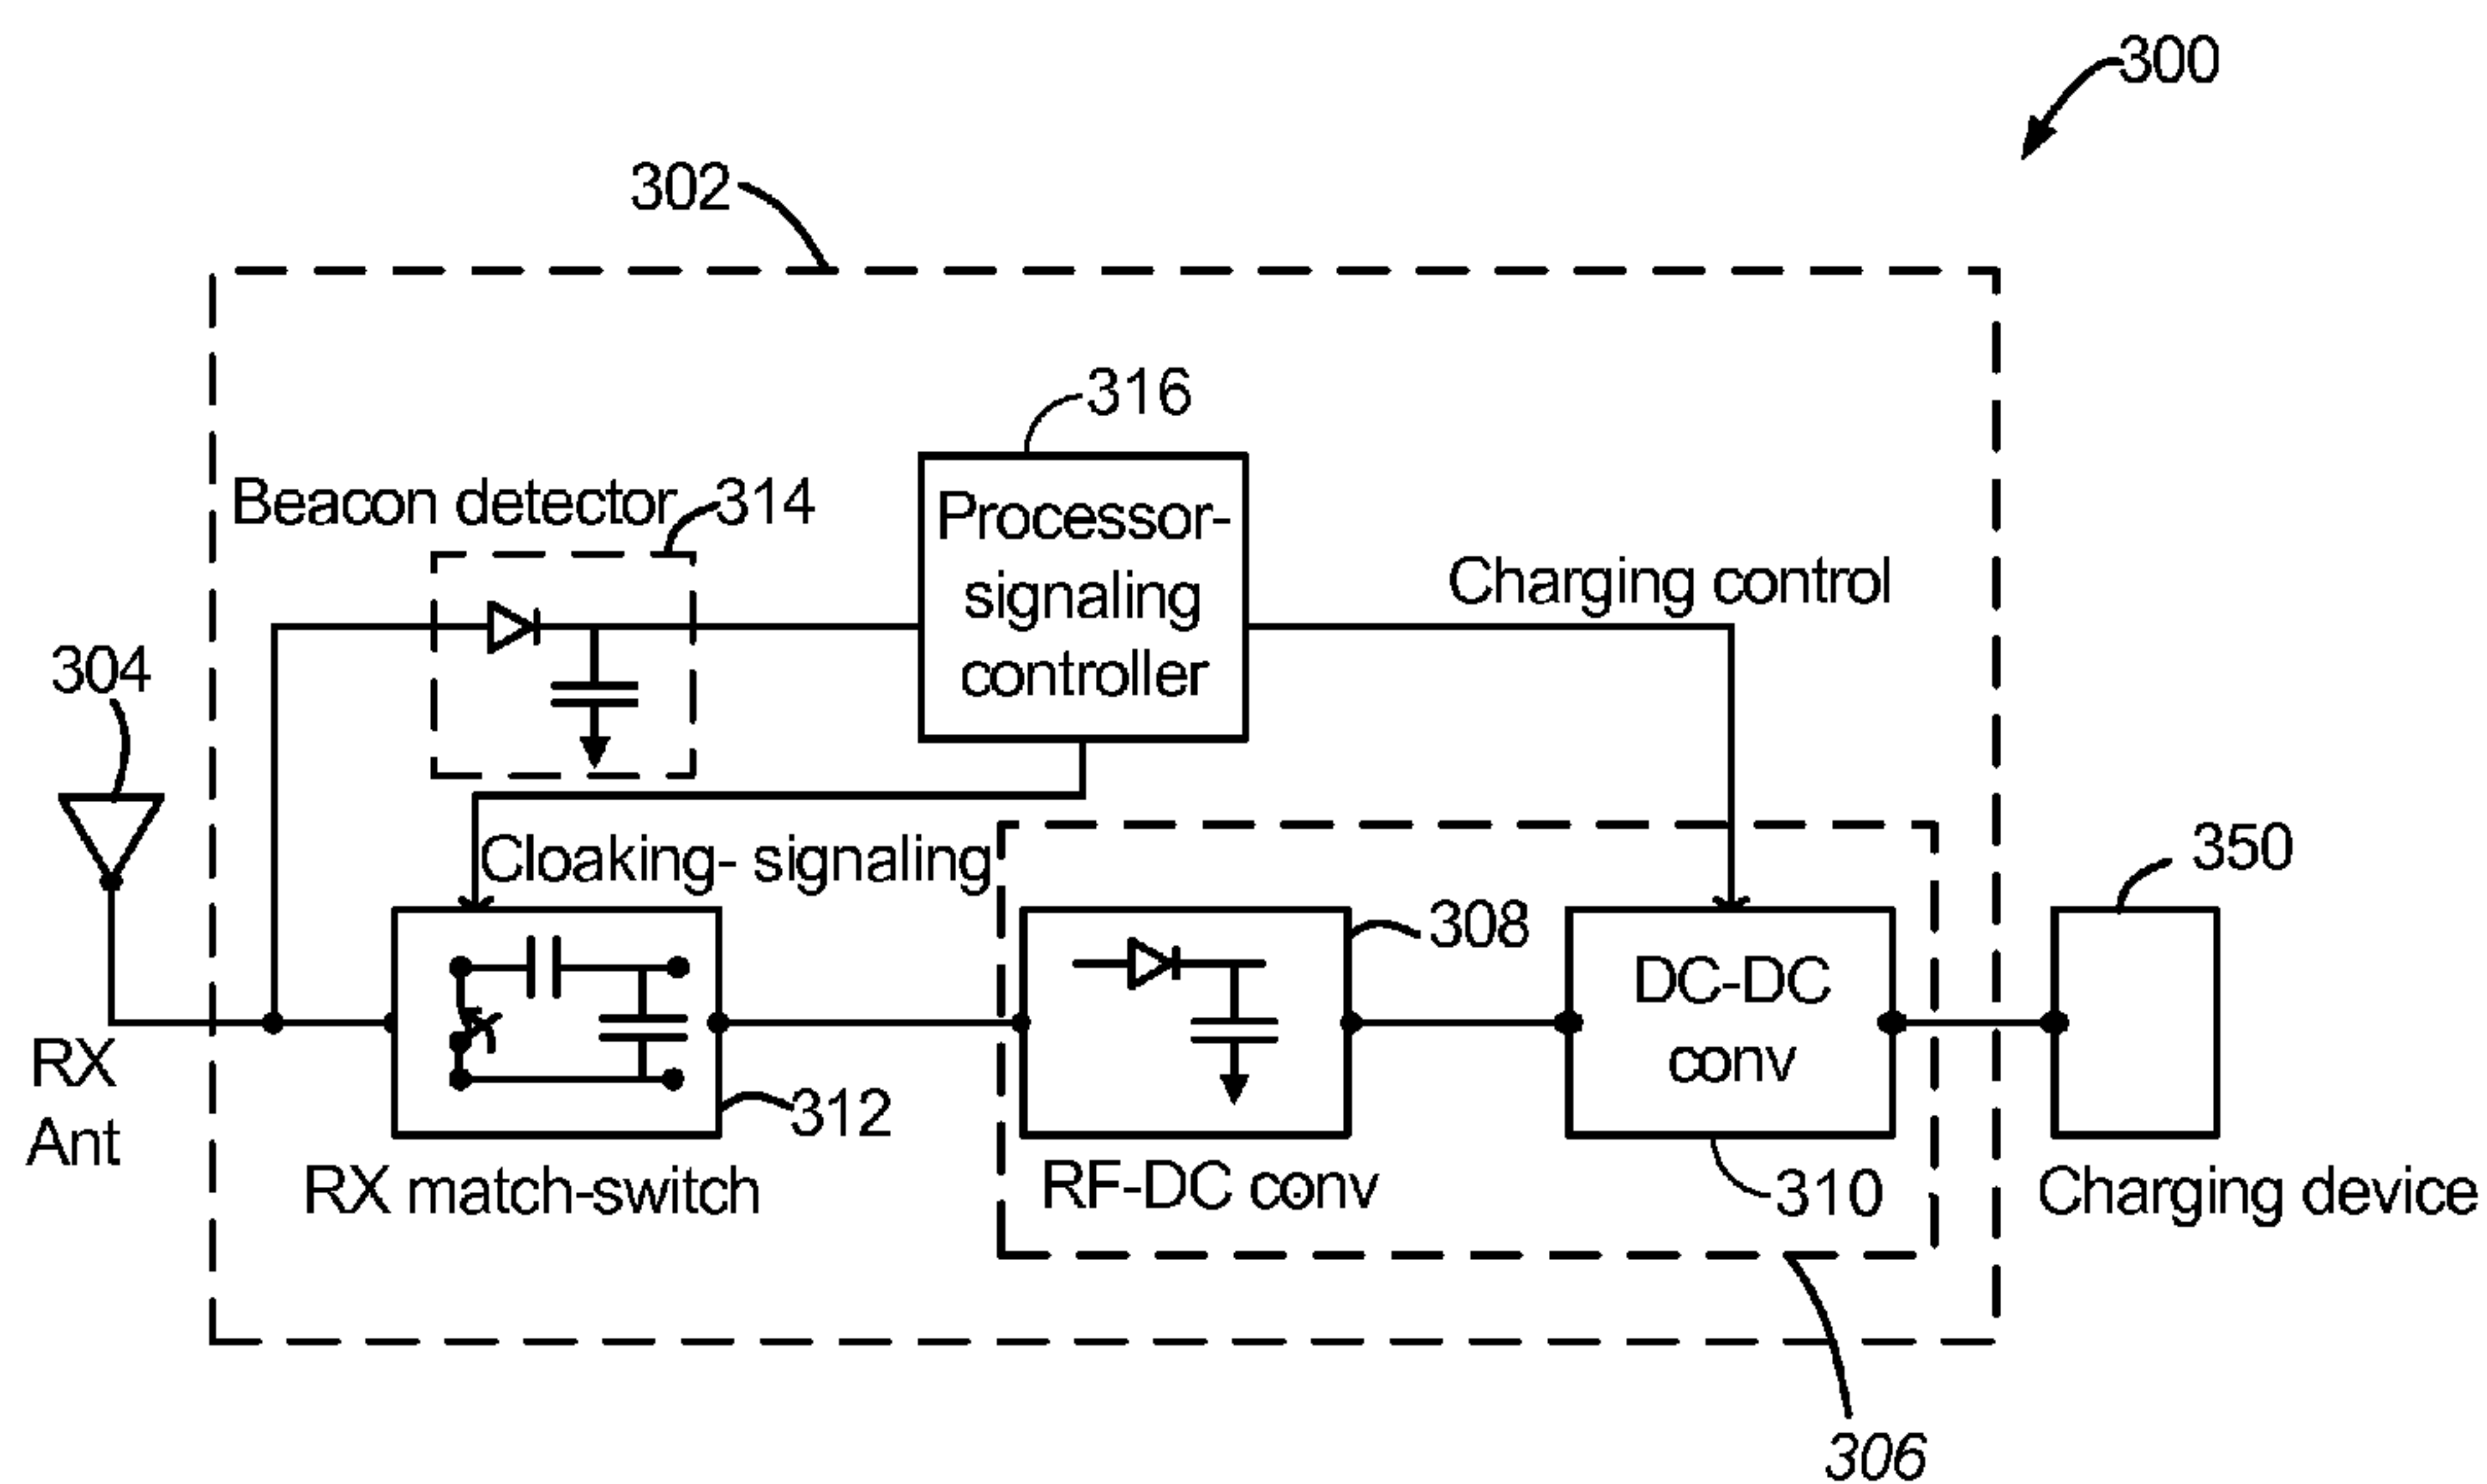 300
302
316
Beacon detector
314
Processor-
signaling
controller
Charging control
304
Cloaking- signaling
350
308
DC-DC
conv
RX
Ant
312
RX match-switch
RF-DC conv
310
Charging device
306